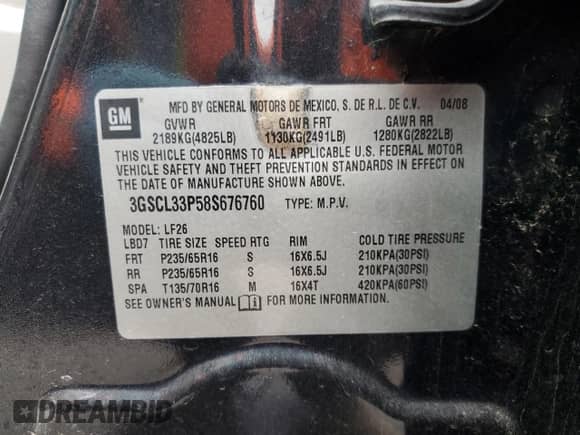 GM
MFD BY GENERAL MOTORS DE MEXICO, S. DE R.L. DE C.V. 04/08
GVWR GAWR FRT GAWR RR
2189KG(4825LB) 1130KG(2491LB) 1280KG(2822LB)
THIS VEHICLE CONFORMS TO ALL APPLICABLE U.S. FEDERAL MOTOR
VEHICLE SAFETY AND THEFT PREVENTION STANDARDS IN EFFECT ON
THE DATE OF MANUFACTURE SHOWN ABOVE.
3GSCL33P58S676760 TYPE: M.P.V.
MODEL: LF26
LBD7 TIRE SIZE SPEED RTG RIM COLD TIRE PRESSURE
FRT P235/65R16 S 16X6.5J 210KPA(30PSI)
RR P235/65R16 S 16X6.5J 210KPA(30PSI)
SPA T135/70R16 M 16X4T 420KPA(60PSI)
SEE OWNER'S MANUAL FOR MORE INFORMATION.
DREAMBID